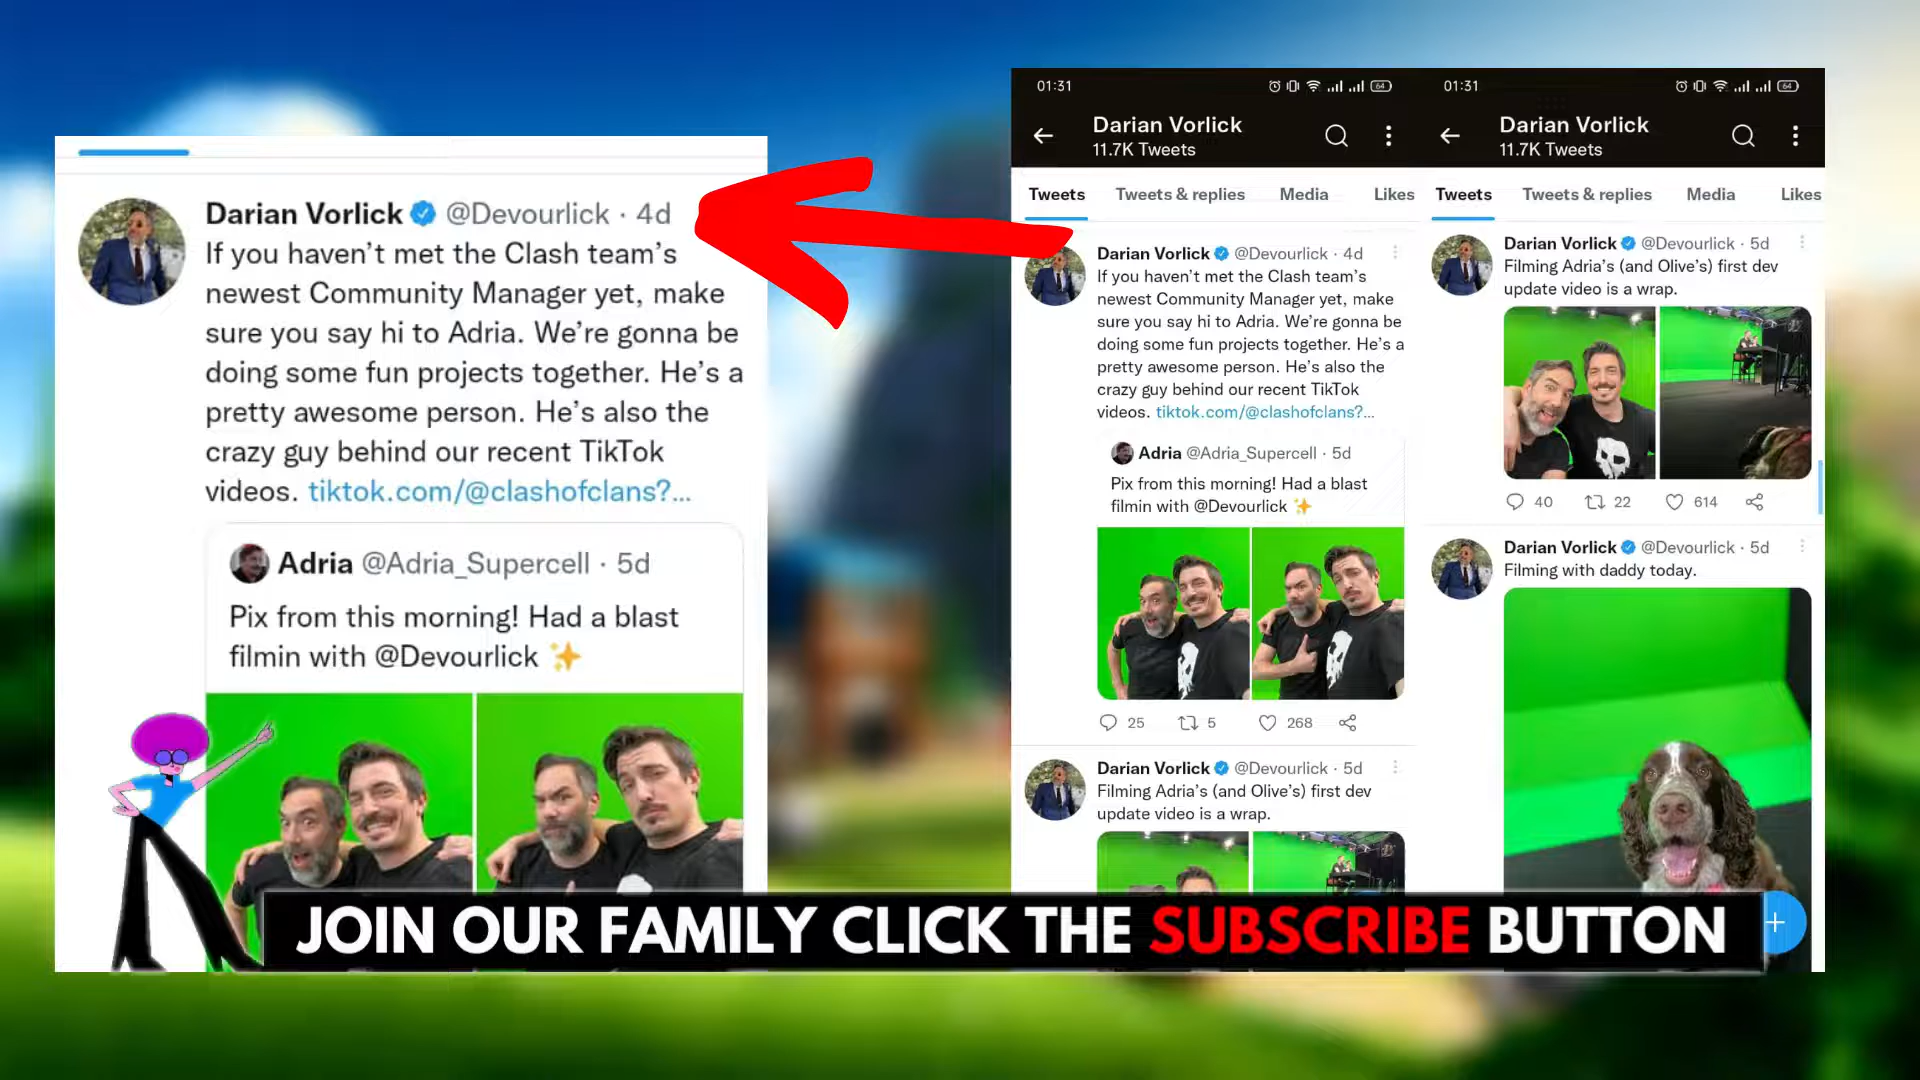 Darian Vorlick @Devourlick · 4d
If you haven’t met the Clash team’s
newest Community Manager yet, make
sure you say hi to Adria. We’re gonna be
doing some fun projects together. He’s a
pretty awesome person. He’s also the
crazy guy behind our recent TikTok
videos. tiktok.com/@clashofclans?...
Adria @Adria_Supercell · 5d
Pix from this morning! Had a blast
filmin with @Devourlick ✨
01:31
64
Darian Vorlick
11.7K Tweets
Tweets Tweets & replies Media Likes
Darian Vorlick @Devourlick · 4d
If you haven’t met the Clash team’s
newest Community Manager yet, make
sure you say hi to Adria. We’re gonna be
doing some fun projects together. He’s a
pretty awesome person. He’s also the
crazy guy behind our recent TikTok
videos. tiktok.com/@clashofclans?...
Adria @Adria_Supercell · 5d
Pix from this morning! Had a blast
filmin with @Devourlick ✨
25 5 268
Darian Vorlick @Devourlick · 5d
Filming Adria’s (and Olive’s) first dev
update video is a wrap.
01:31
64
Darian Vorlick
11.7K Tweets
Tweets Tweets & replies Media Likes
Darian Vorlick @Devourlick · 5d
Filming Adria’s (and Olive’s) first dev
update video is a wrap.
40 22 614
Darian Vorlick @Devourlick · 5d
Filming with daddy today.
JOIN OUR FAMILY CLICK THE SUBSCRIBE BUTTON